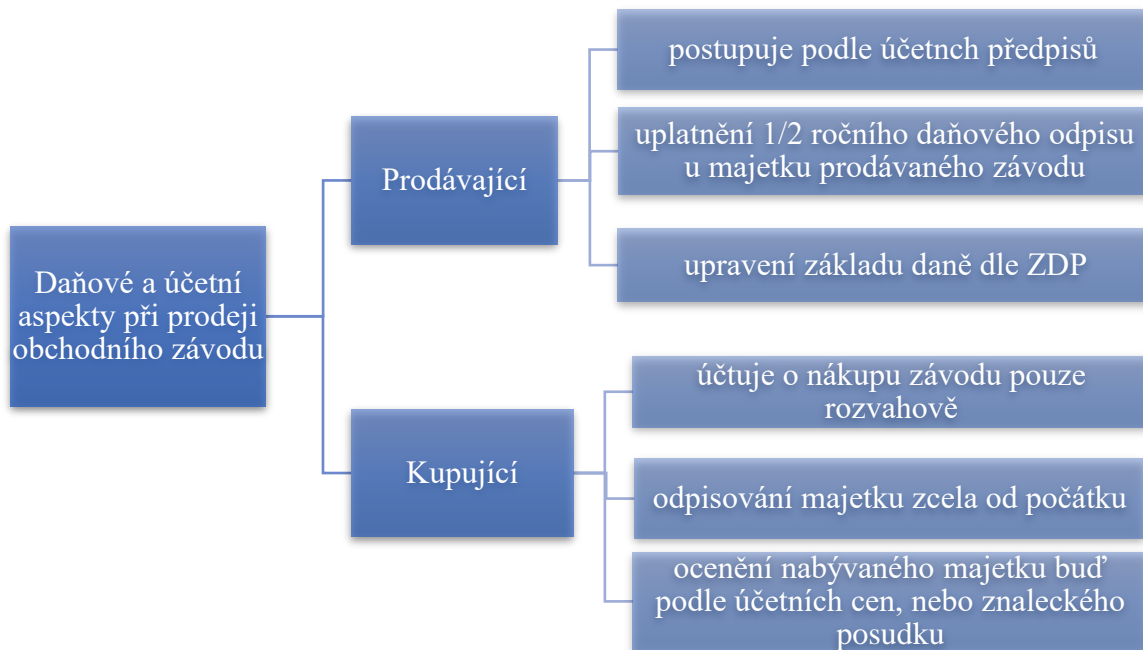 Daňové a účetní
aspekty při prodeji
obchodního závodu
Prodávající
postupuje podle účetnch předpisů
uplatnění 1/2 ročního daňového odpisu
u majetku prodávaného závodu
upravení základu daně dle ZDP
Kupující
účtuje o nákupu závodu pouze
rozvahově
odpisování majetku zcela od počátku
ocenění nabývaného majetku buď
podle účetních cen, nebo znaleckého
posudku